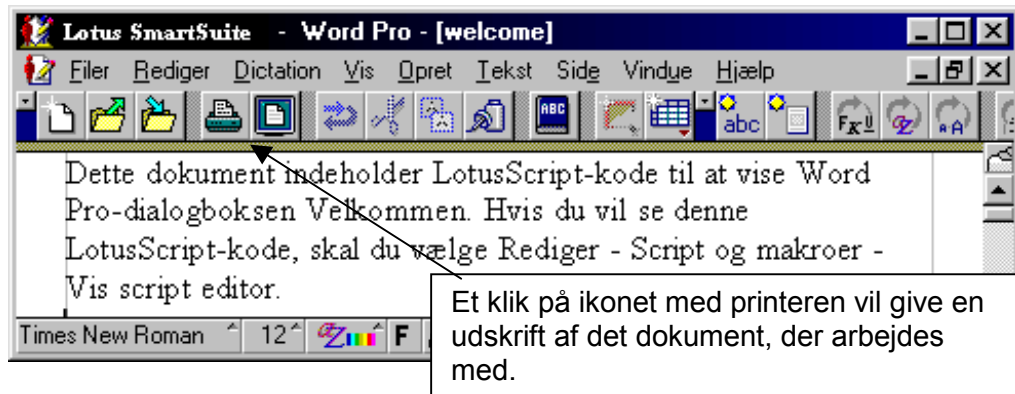 Lotus SmartSuite - Word Pro - [welcome]
Filer Rediger Dictation Vis Opret Tekst Side Vindue Hjælp
ABC abc
Dette dokument indeholder LotusScript-kode til at vise Word
Pro-dialogboksen Velkommen. Hvis du vil se denne
LotusScript-kode, skal du vælge Rediger - Script og makroer -
Vis script editor.
Et klik på ikonet med printeren vil give en
udskrift af det dokument, der arbejdes
med.
Times New Roman 12 F